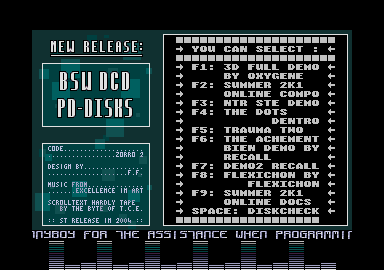 NEW RELEASE:
BSW DCD
PD-DISKS
CODE..................
..............ZORRO 2
DESIGN BY.............
.................F.F.
MUSIC FROM............
.......EXCELLENCE IN ART
SCROLLTEXT HARDLY TAPE
BY THE BYTE OF T.C.E.
:: ST RELEASE IN 2004 ::
→ YOU CAN SELECT : ←
→ F1: 3D FULL DEMO ←
→ BY OXYGENE ←
→ F2: SUMMER 2K1 ←
→ ONLINE COMPO ←
→ F3: NTR STE DEMO ←
→ F4: THE DOTS ←
→ DENTRO ←
→ F5: TRAUMA TWO ←
→ F6: THE ACHEMENT ←
→ BIEN DEMO BY ←
→ RECALL ←
→ F7: DEMO2 RECALL ←
→ F8: FLEXICHON BY ←
→ FLEXICHON ←
→ F9: SUMMER 2K1 ←
→ ONLINE DOCS ←
→ SPACE: DISKCHECK ←
NYBOY FOR THE ASSISTANCE WHEN PROGRAMMI